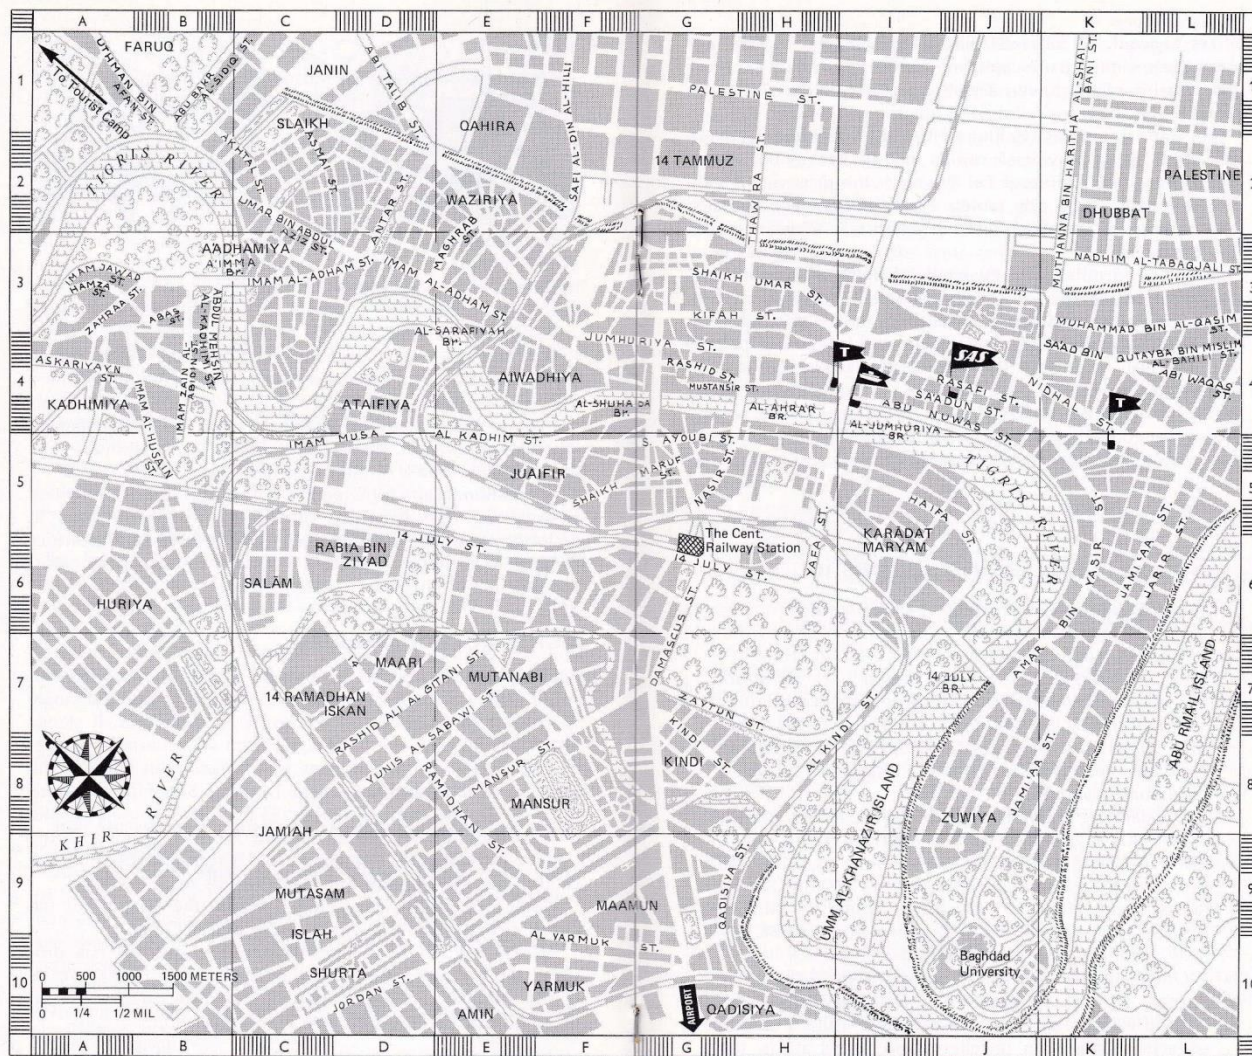 A B C D E F G H I J K L
1
FARUQ
UTHMAN BIN
AFAN ST.
To Tourist Camp
ABU BAKR
AL-SIDIQ ST.
JANIN
ABI TALIB ST.
SLAIKH
ASMAI ST.
AKHTAL ST.
QAHIRA
SAFI AL-DIN AL-HILLI
PALESTINE ST.
MUTHANNA BIN HARITHA AL-SHAI-
BANI ST.
2
TIGRIS RIVER
14 TAMMUZ
THAWRA ST.
PALESTINE
WAZIRIYA
DHUBBAT
ANTAR ST.
MAGHRAB
ST.
UMAR BIN ABDUL
AZIZ ST.
3
AADHAMIYA
A'IMMA
BR.
IMAM AL-ADHAM ST.
IMAM AL-ADHAM ST.
IMAM JAWAD
ST.
HAMZA
ST.
ZAHRAA ST.
ABAS
ST.
ABDUL MEHSIN
AL-KADHIMI ST.
SHAIKH UMAR ST.
NADHIM AL-TABAQJALI ST.
KIFAH ST.
MUHAMMAD BIN AL-QASIM
ST.
AL-SARAFIYAH
BR.
JUMHURIYA
ST.
SAAD BIN
QUTAYBA BIN MISLIM
AL-BAHILI ST.
ABI WAQAS
ST.
4
ASKARIYAYN
ST.
KADHIMIYA
IMAM AL-HUSAIN
ST.
IMAM ZAIN AL-
ABIDIN ST.
ATAIFIYA
AIWADHIYA
RASHID ST.
MUSTANSIR ST.
T
SAS
T
RASAFI ST.
NIDHAL ST.
SAADUN ST.
ABU NUWAS ST.
AL-SHUHADA
BR.
AL-AHRAR
BR.
AL-JUMHURIYA
BR.
5
IMAM MUSA AL KADHIM ST.
S. AYOUBI ST.
JUAIFIR
SHAIKH MARUF
ST.
NASIR ST.
TIGRIS RIVER
HAIFA ST.
KARADAT
MARYAM
YAFA ST.
14 JULY ST.
RABIA BIN
ZIYAD
The Cent.
Railway Station
14 JULY ST.
6
SALĀM
HURIYA
AMAR BIN YASIR ST.
JAMI'AA ST.
JARIR ST.
DAMASCUS ST.
7
MAARI
14
14 RAMADHAN
ISKAN
RASHID ALI AL GITANI ST.
MUTANABI
YUNIS AL SABAWI ST.
ZAYTUN ST.
14 JULY
BR.
AL KINDI ST.
ABU RMAIL ISLAND
8
KINDI
KINDI ST.
MANSUR ST.
MANSUR
RAMADHAN ST.
UMM AL-KHANAZIR ISLAND
JAMI'AA ST.
ZUWIYA
KHIR RIVER
JAMIAH
9
MUTASAM
ISLAH
MAAMUN
QADISIYA ST.
AL YARMUK ST.
Baghdad
University
10
0 500 1000 1500 METERS
0 1/4 1/2 MIL
SHURTA
JORDAN ST.
AMIN
YARMUK
AIRPORT
QADISIYA
A B C D E F G H I J K L